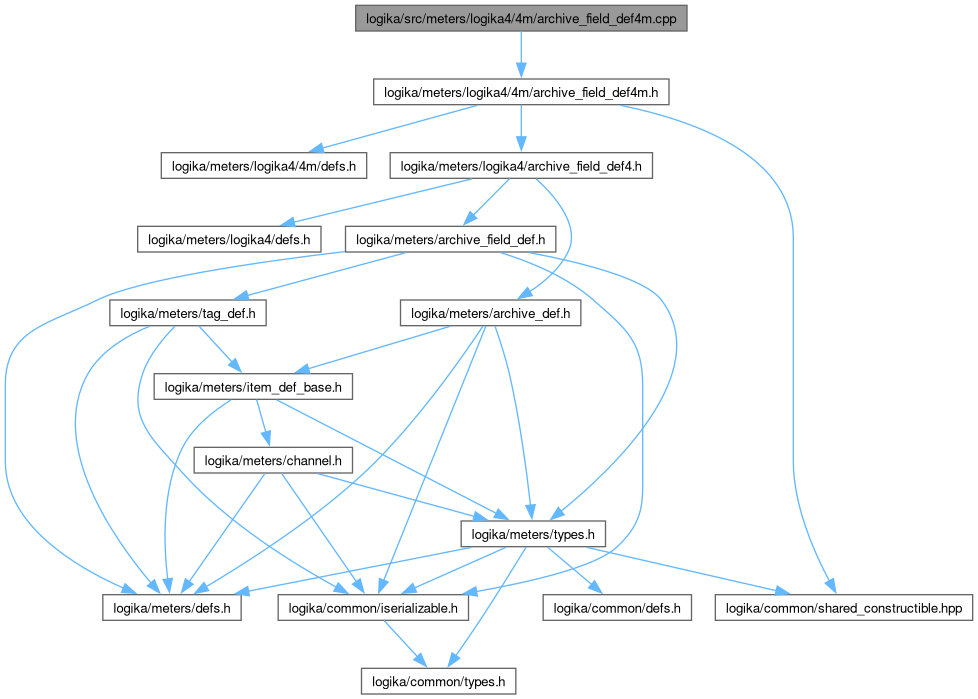 logika/src/meters/logika4/4m/archive_field_def4m.cpp
logika/meters/logika4/4m/archive_field_def4m.h
logika/meters/logika4/4m/defs.h
logika/meters/logika4/archive_field_def4.h
logika/meters/logika4/defs.h
logika/meters/archive_field_def.h
logika/meters/tag_def.h
logika/meters/archive_def.h
logika/meters/item_def_base.h
logika/meters/channel.h
logika/meters/types.h
logika/meters/defs.h
logika/common/iserializable.h
logika/common/defs.h
logika/common/shared_constructible.hpp
logika/common/types.h